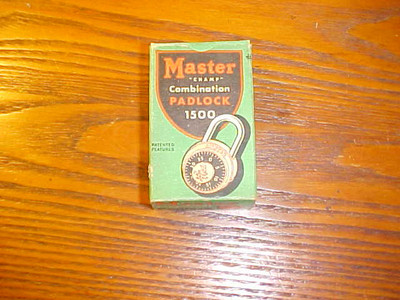 Master
"CHAMP"
Combination
PADLOCK
1500
PATENTED
FEATURES